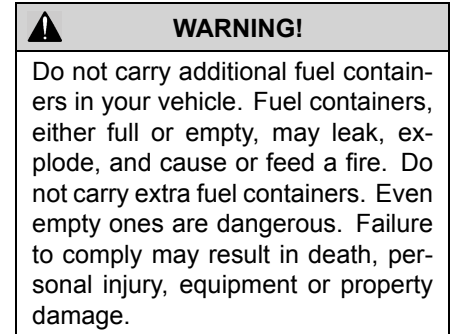 WARNING!
Do not carry additional fuel contain-
ers in your vehicle. Fuel containers,
either full or empty, may leak, ex-
plode, and cause or feed a fire. Do
not carry extra fuel containers. Even
empty ones are dangerous. Failure
to comply may result in death, per-
sonal injury, equipment or property
damage.